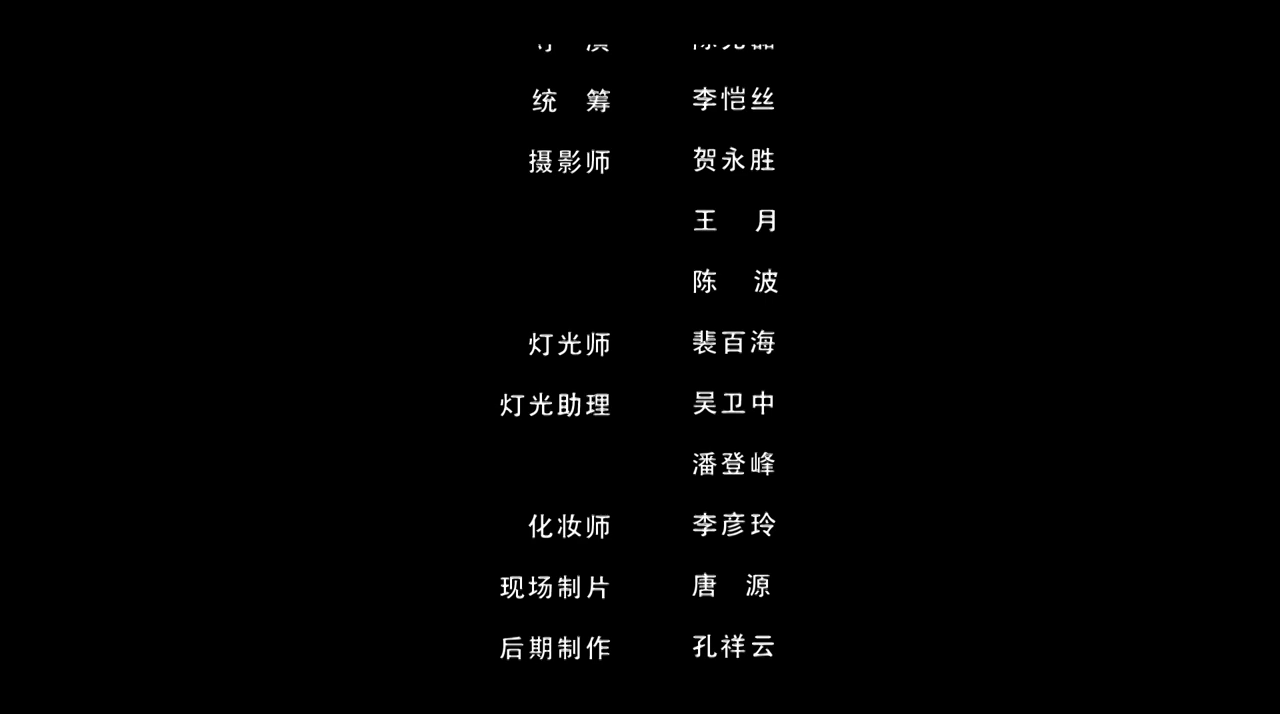 统 筹 李恺丝
摄影师 贺永胜
王 月
陈 波
灯光师 裴百海
灯光助理 吴卫中
潘登峰
化妆师 李彦玲
现场制片 唐 源
后期制作 孔祥云